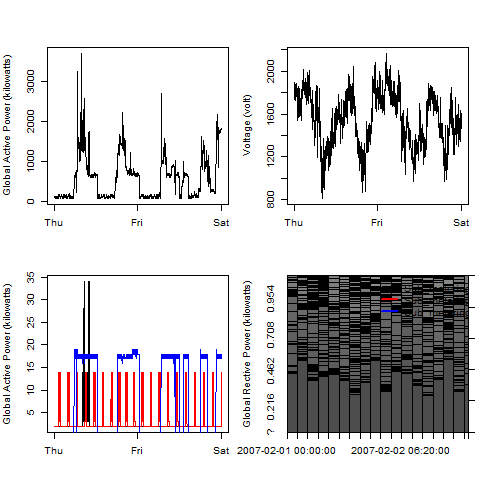 Global Active Power (kilowatts)
3000
2000
1000
0
Thu
Fri
Sat
Voltage (volt)
2000
1600
1200
800
Thu
Fri
Sat
Global Active Power (kilowatts)
35
30
25
20
15
10
5
Thu
Fri
Sat
Global Rective Power (kilowatts)
0.954
0.708
0.462
0.216
?
2007-02-01 00:00:00
2007-02-02 06:20:00